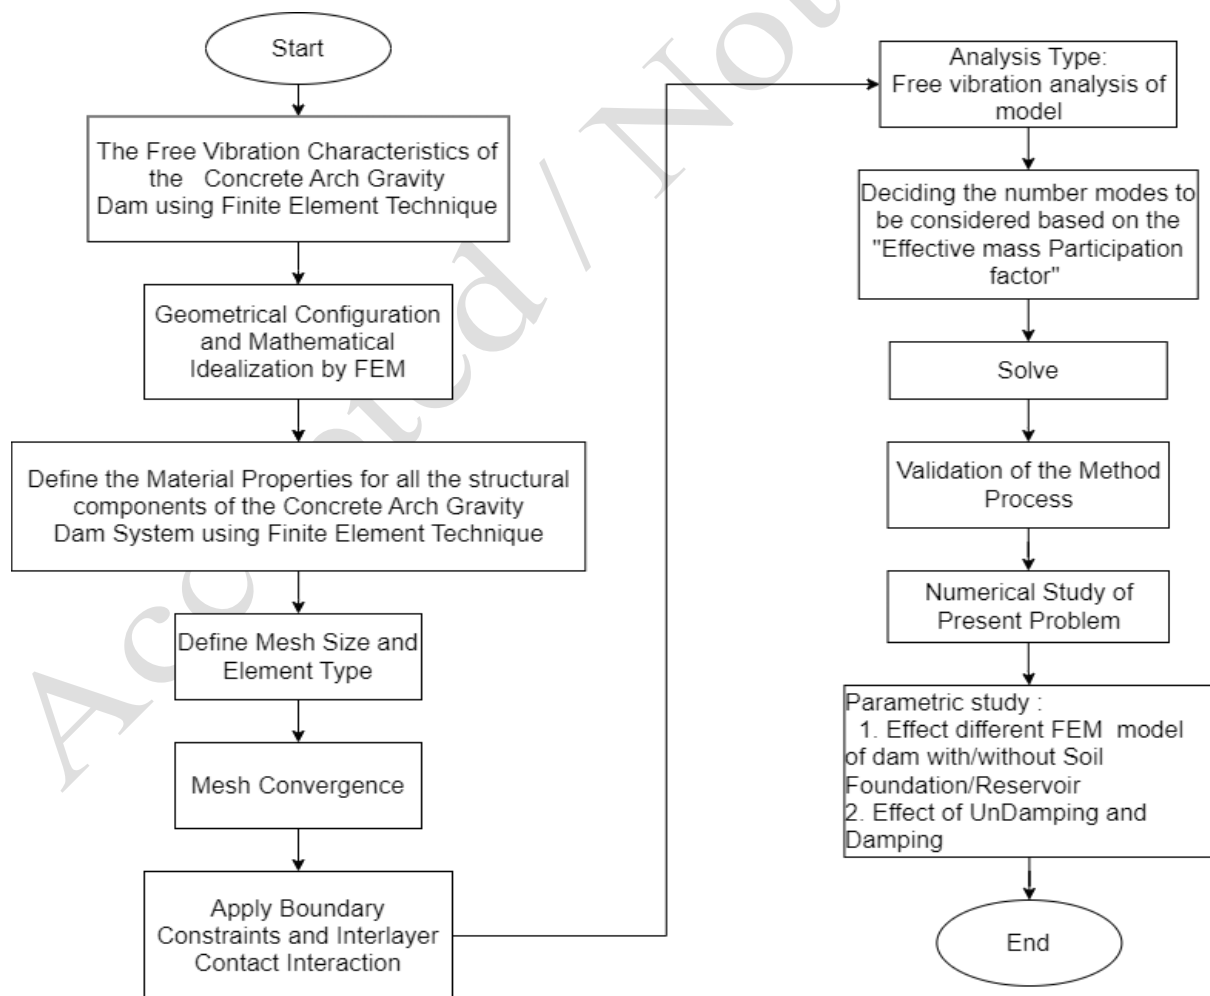 Start
The Free Vibration Characteristics of
the Concrete Arch Gravity
Dam using Finite Element Technique
Geometrical Configuration
and Mathematical
Idealization by FEM
Define the Material Properties for all the structural
components of the Concrete Arch Gravity
Dam System using Finite Element Technique
Define Mesh Size and
Element Type
Mesh Convergence
Apply Boundary
Constraints and Interlayer
Contact Interaction
Analysis Type:
Free vibration analysis of
model
Deciding the number modes to
be considered based on the
"Effective mass Participation
factor"
Solve
Validation of the Method
Process
Numerical Study of
Present Problem
Parametric study :
1. Effect different FEM model
of dam with/without Soil
Foundation/Reservoir
2. Effect of UnDamping and
Damping
End